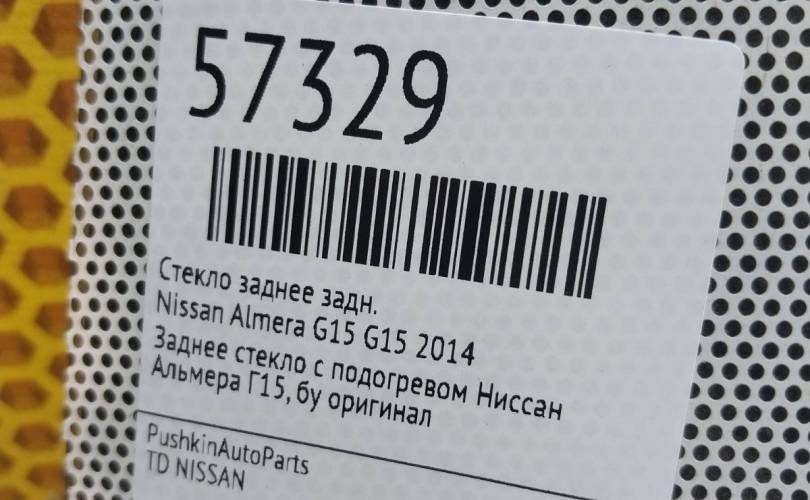 57329
Стекло заднее задн.
Nissan Almera G15 G15 2014
Заднее стекло с подогревом Ниссан
Альмера Г15, бу оригинал
PushkinAutoParts
TD NISSAN